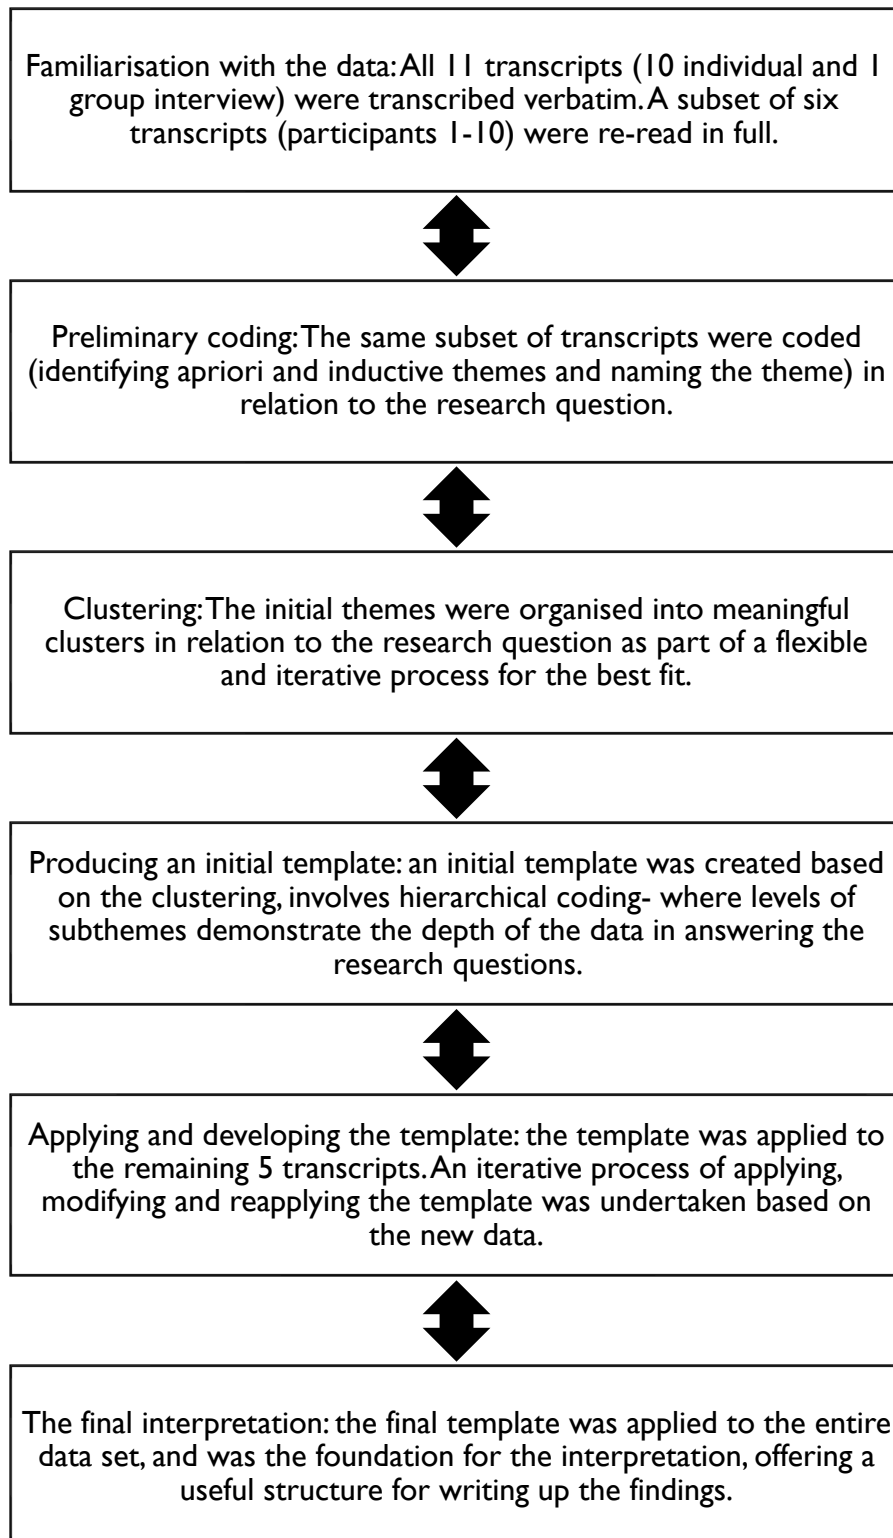 Familiarisation with the data: All 11 transcripts (10 individual and 1
group interview) were transcribed verbatim. A subset of six
transcripts (participants 1-10) were re-read in full.
Preliminary coding: The same subset of transcripts were coded
(identifying apriori and inductive themes and naming the theme) in
relation to the research question.
Clustering: The initial themes were organised into meaningful
clusters in relation to the research question as part of a flexible
and iterative process for the best fit.
Producing an initial template: an initial template was created based
on the clustering, involves hierarchical coding- where levels of
subthemes demonstrate the depth of the data in answering the
research questions.
Applying and developing the template: the template was applied to
the remaining 5 transcripts. An iterative process of applying,
modifying and reapplying the template was undertaken based on
the new data.
The final interpretation: the final template was applied to the entire
data set, and was the foundation for the interpretation, offering a
useful structure for writing up the findings.